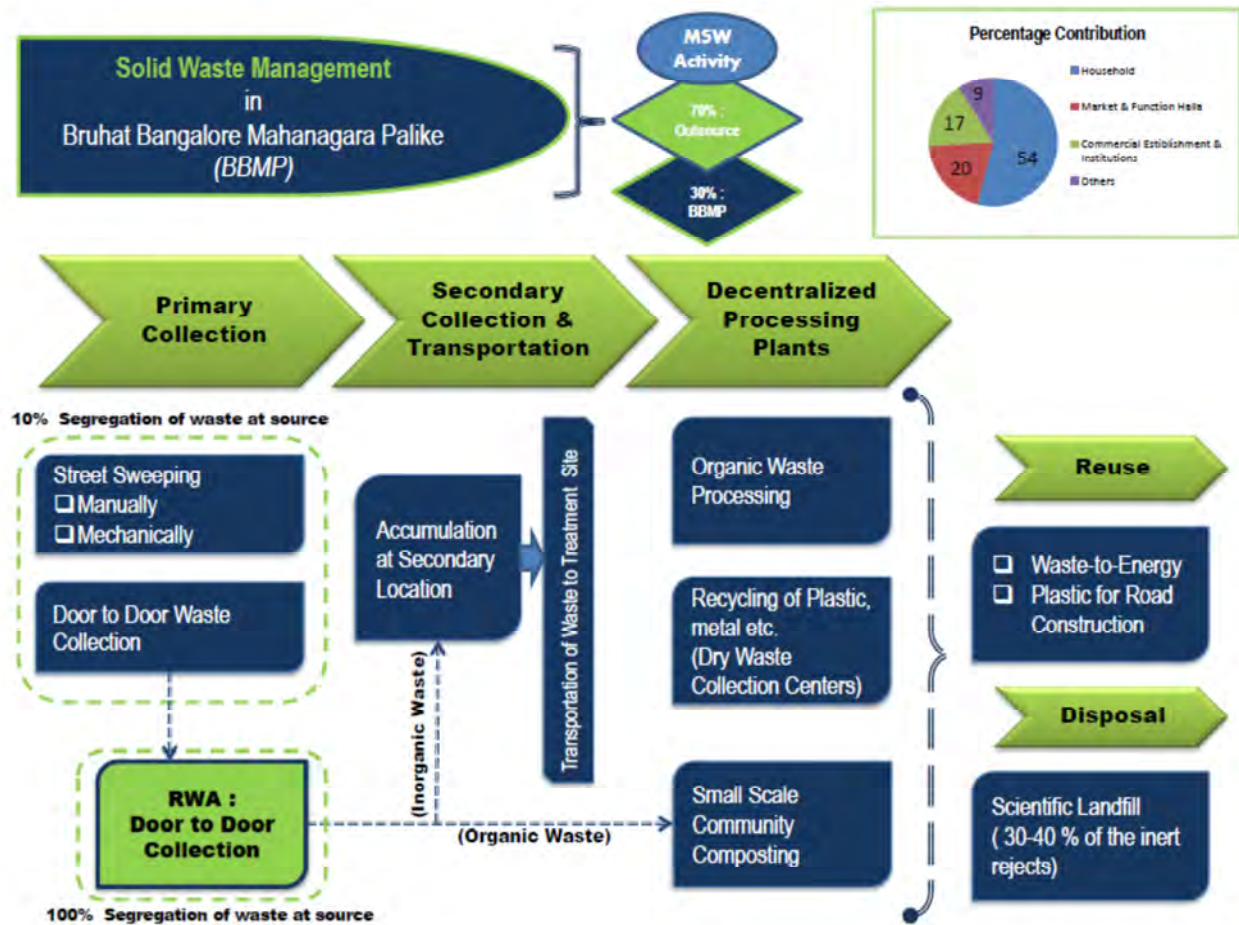 Solid Waste Management
in
Bruhat Bangalore Mahanagara Palike
(BBMP)
MSW
Activity
70% :
Outsource
30% :
BBMP
Percentage Contribution
9
17
20
54
Household
Market & Function Halls
Commercial Estiblishment &
Institutions
Others
Primary
Collection
Secondary
Collection &
Transportation
Decentralized
Processing
Plants
10% Segregation of waste at source
Street Sweeping
Manually
Mechanically
Door to Door Waste
Collection
RWA :
Door to Door
Collection
100% Segregation of waste at source
Accumulation
at Secondary
Location
(Inorganic Waste)
(Organic Waste)
Transportation of Waste to Treatment Site
Organic Waste
Processing
Recycling of Plastic,
metal etc.
(Dry Waste
Collection Centers)
Small Scale
Community
Composting
Reuse
Waste-to-Energy
Plastic for Road
Construction
Disposal
Scientific Landfill
( 30-40 % of the inert
rejects)